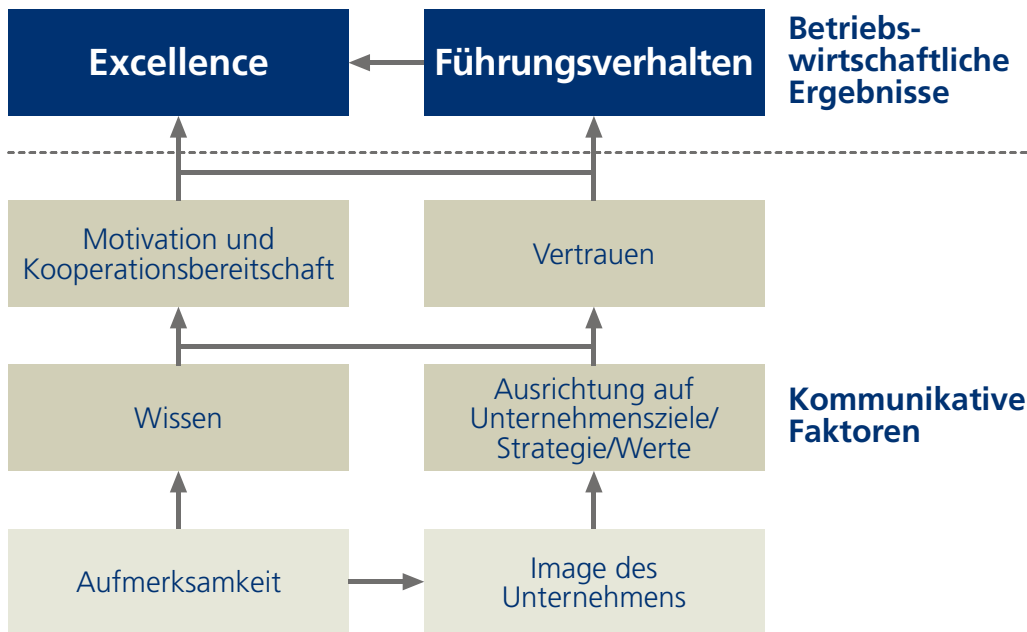 Excellence
Führungsverhalten
Betriebs-
wirtschaftliche
Ergebnisse
Motivation und
Kooperationsbereitschaft
Vertrauen
Wissen
Ausrichtung auf
Unternehmensziele/
Strategie/Werte
Kommunikative
Faktoren
Aufmerksamkeit
Image des
Unternehmens